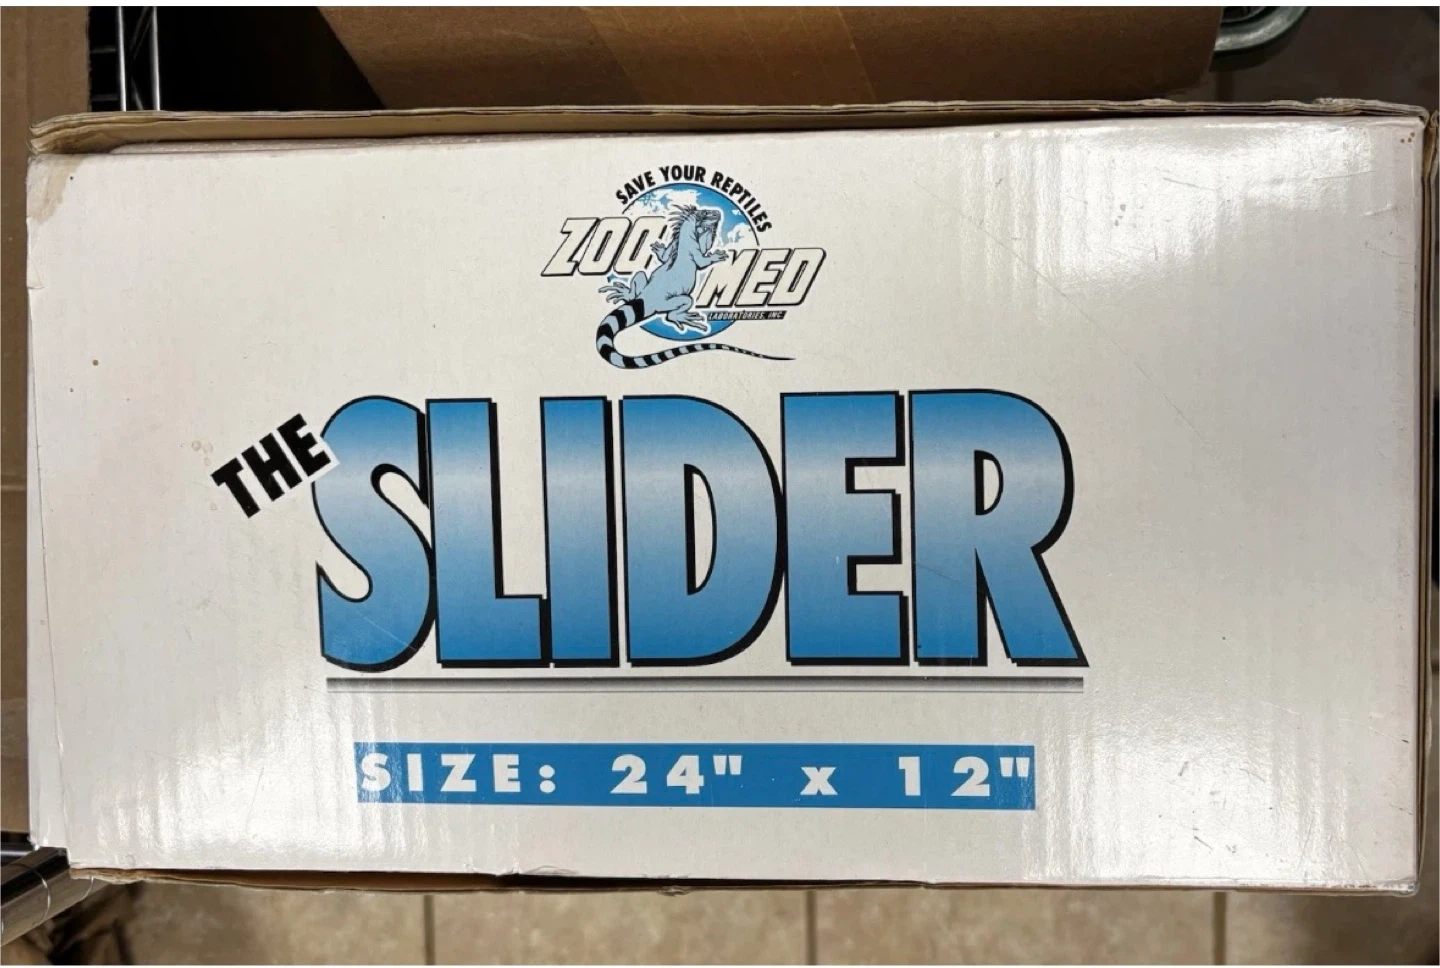 SAVE YOUR REPTILES
ZOO MED
LABORATORIES, INC.
THE
SLIDER
SIZE: 24" x 12"